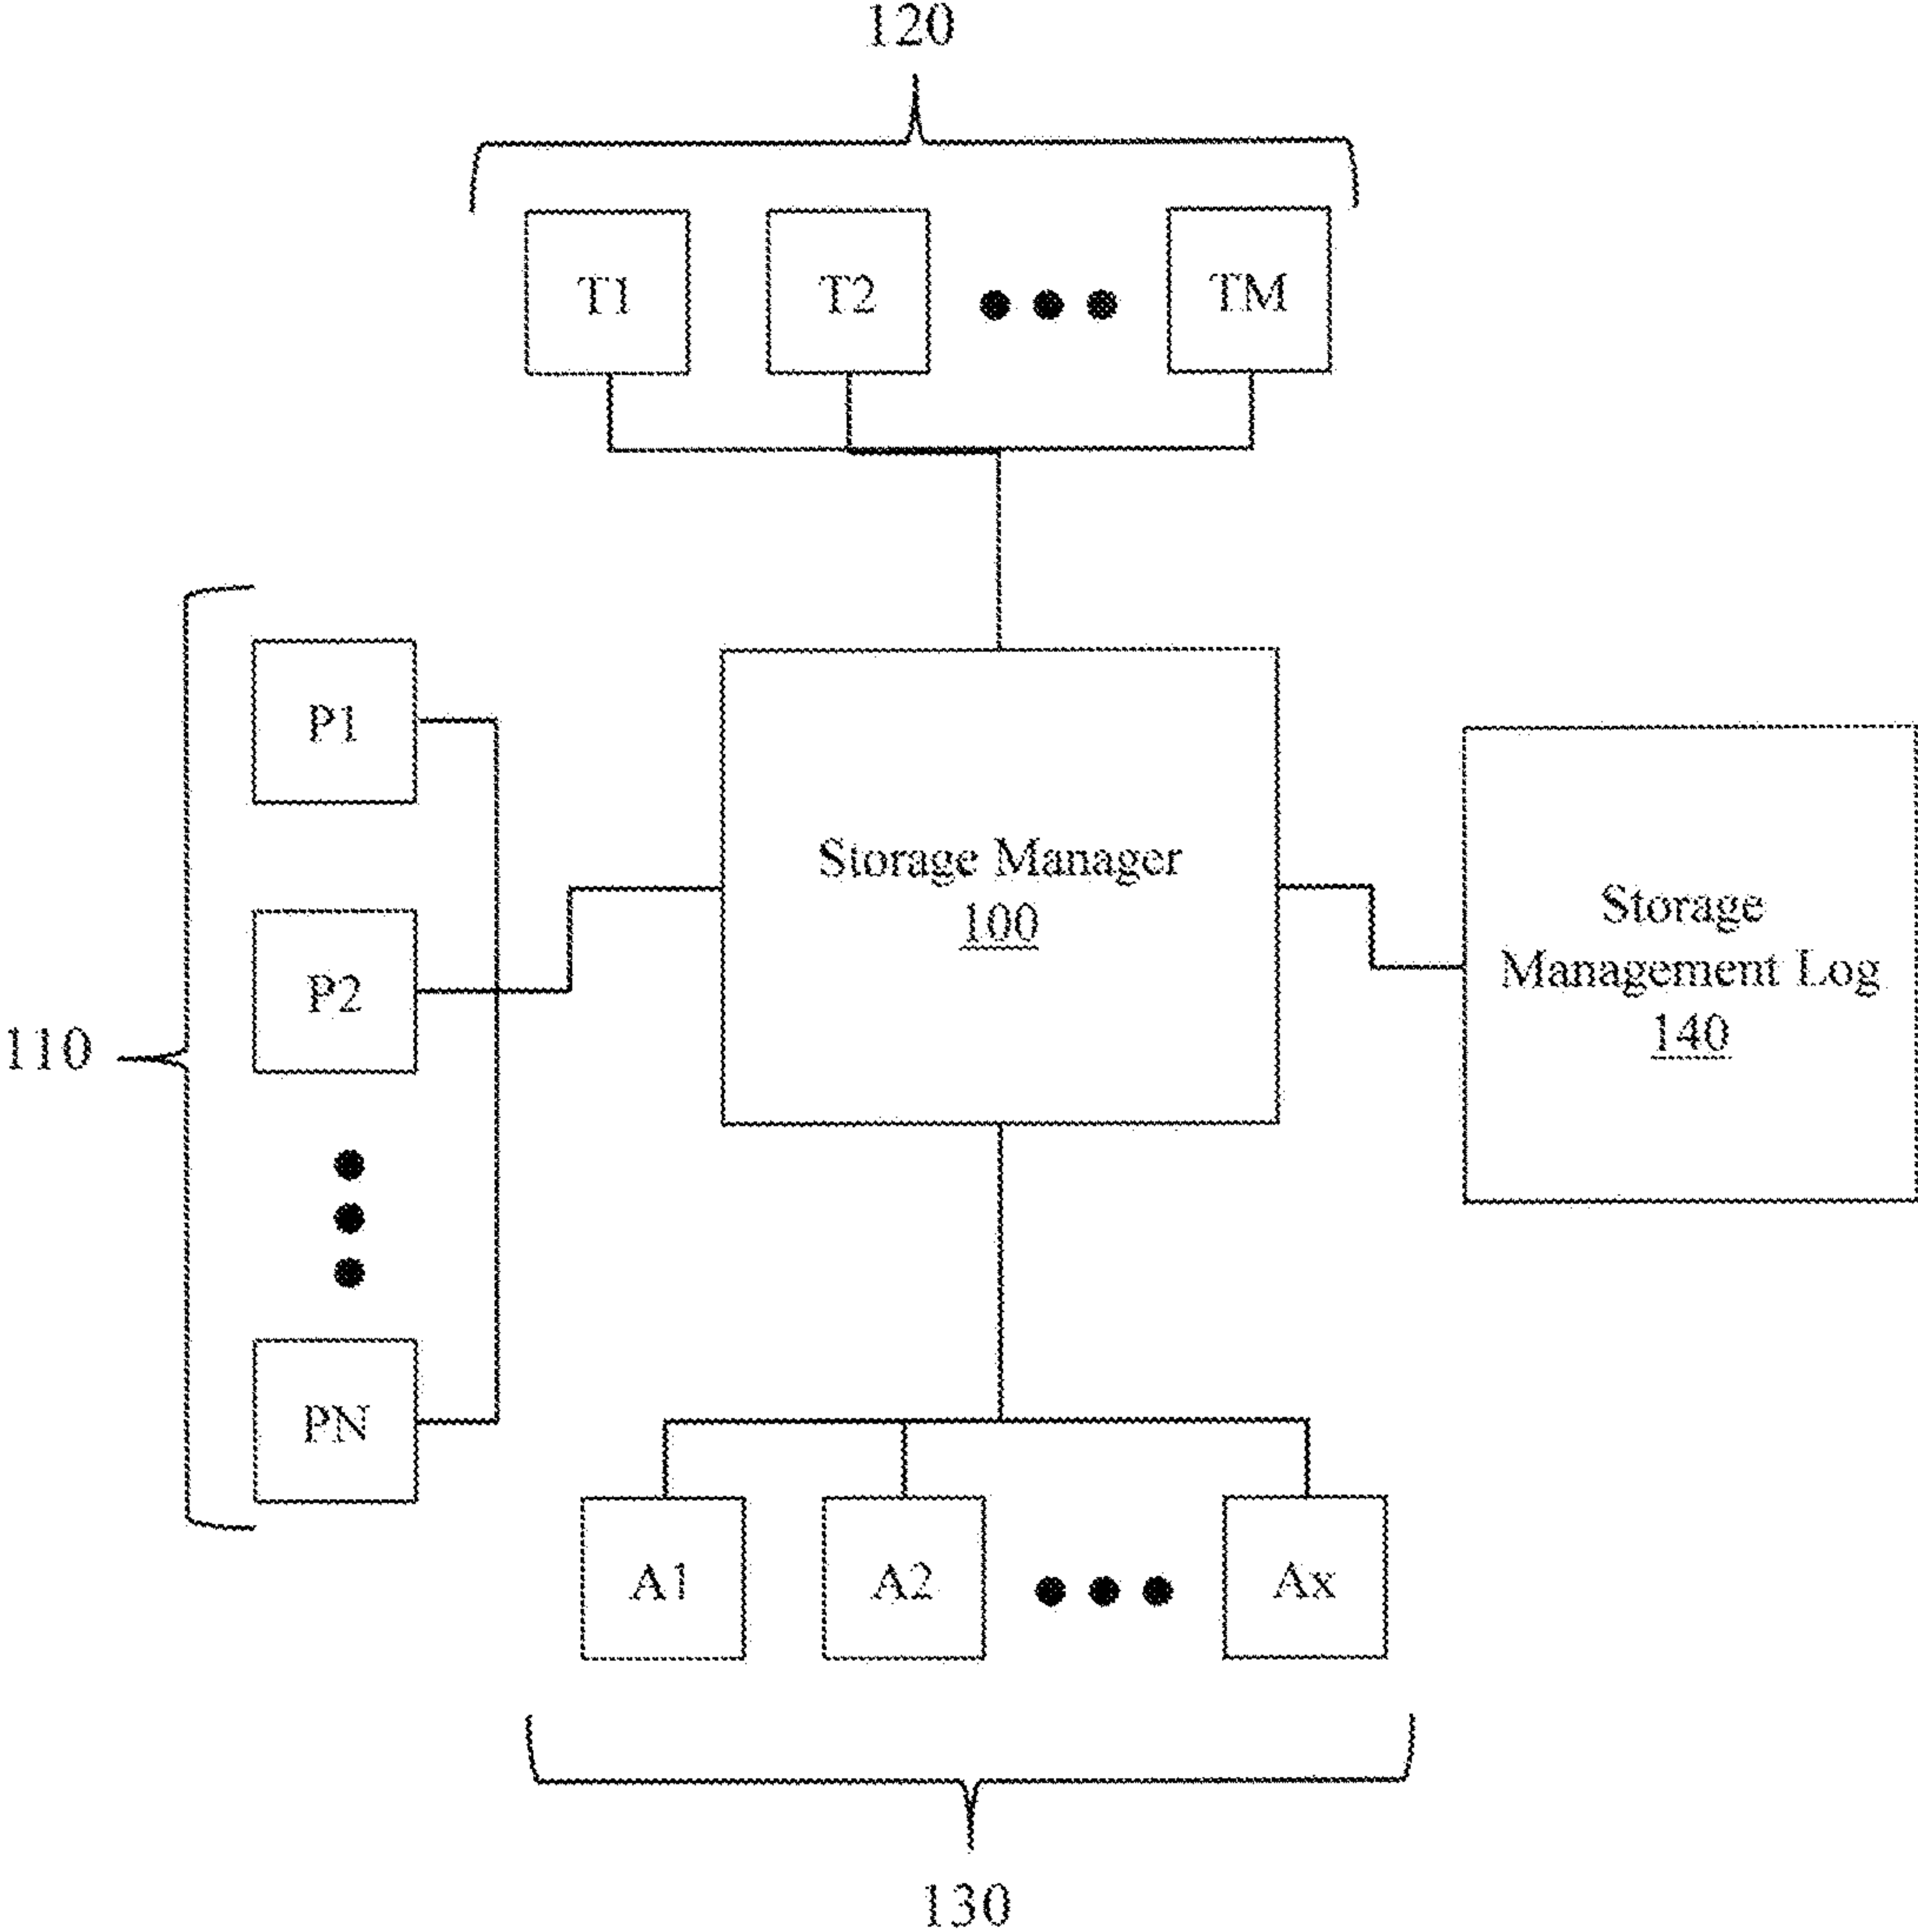 120
T1
T2
TM
P1
Storage Manager
100
Storage
Management Log
140
P2
110
PN
A1
A2
Ax
130